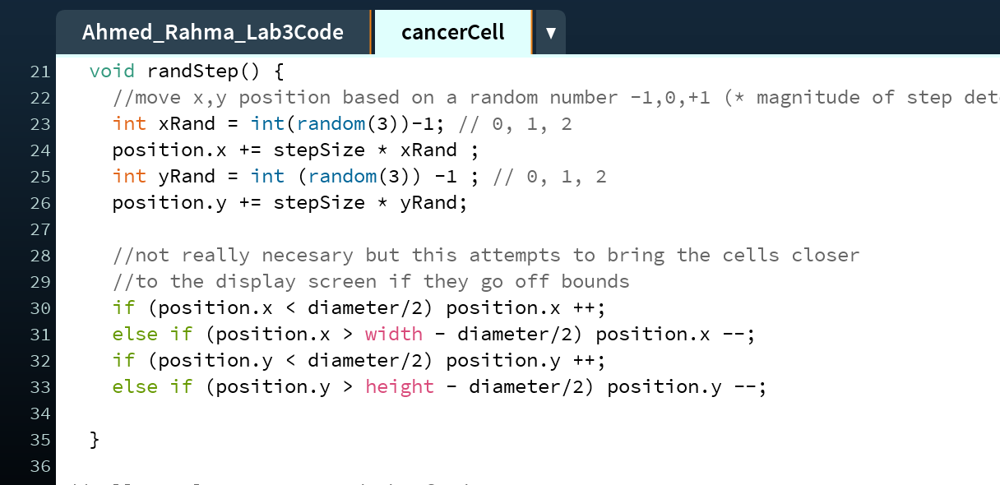 Ahmed_Rahma_Lab3Code cancerCell ▼
21 void randStep() {
22 //move x,y position based on a random number -1,0,+1 (* magnitude of step
23 int xRand = int(random(3))-1; // 0, 1, 2
24 position.x += stepSize * xRand ;
25 int yRand = int (random(3)) -1 ; // 0, 1, 2
26 position.y += stepSize * yRand;
27
28 //not really necesary but this attempts to bring the cells closer
29 //to the display screen if they go off bounds
30 if (position.x < diameter/2) position.x ++;
31 else if (position.x > width - diameter/2) position.x --;
32 if (position.y < diameter/2) position.y ++;
33 else if (position.y > height - diameter/2) position.y --;
34
35 }
36